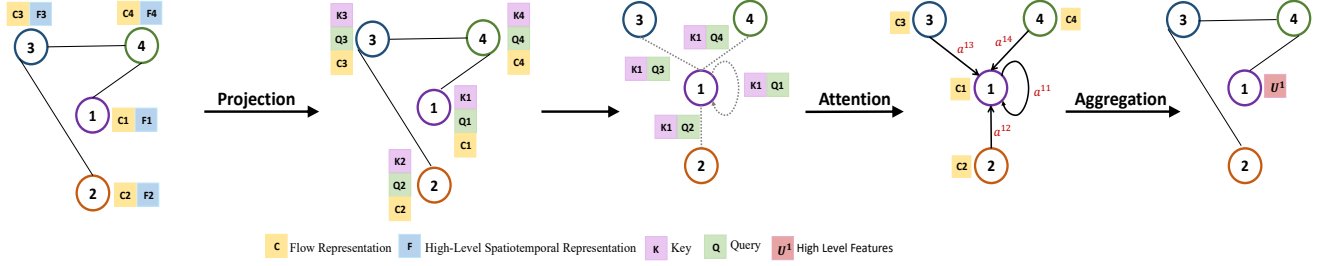 C3 F3
C4 F4
3
4
1
C1 F1
2
C2 F2
Projection
K3
Q3
C3
3
4
K4
Q4
C4
1
K1
Q1
C1
K2
Q2
C2
2
3
4
K1 Q4
K1 Q3
1
K1 Q1
K1 Q2
2
Attention
C3
3
4
C4
a¹³
a¹⁴
C1
1
a¹¹
a¹²
C2
2
Aggregation
3
4
1
U¹
2
C Flow Representation F High-Level Spatiotemporal Representation K Key Q Query U¹ High Level Features